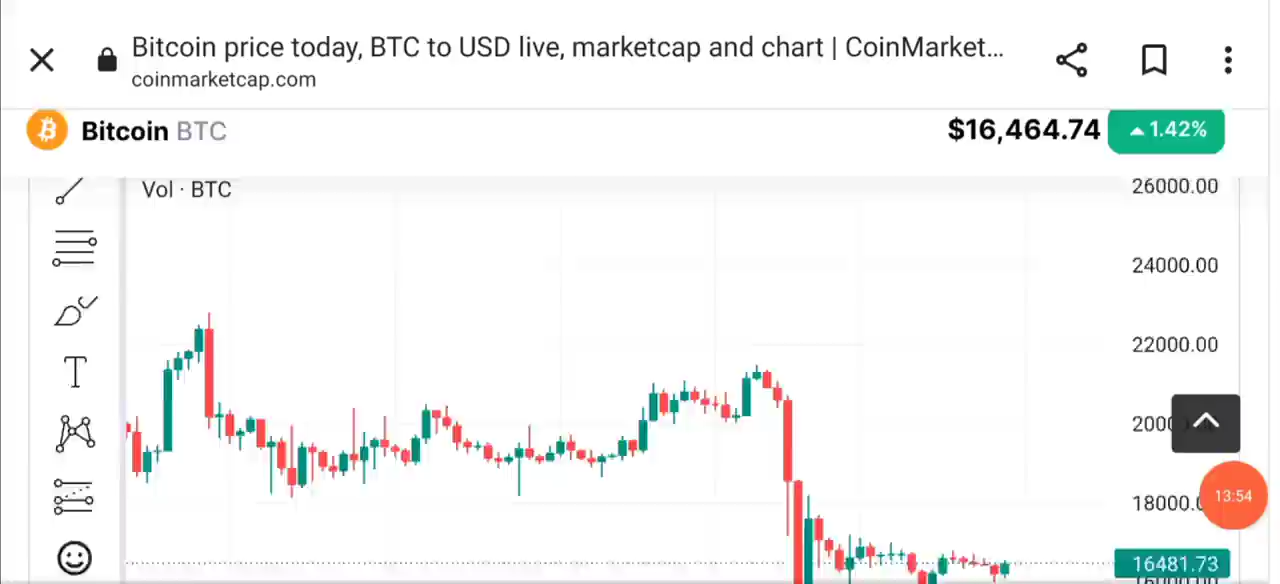 Bitcoin price today, BTC to USD live, marketcap and chart | CoinMarket...
coinmarketcap.com
Bitcoin BTC
$16,464.74
1.42%
Vol · BTC
26000.00
24000.00
22000.00
T
18000.
13:54
16481.73